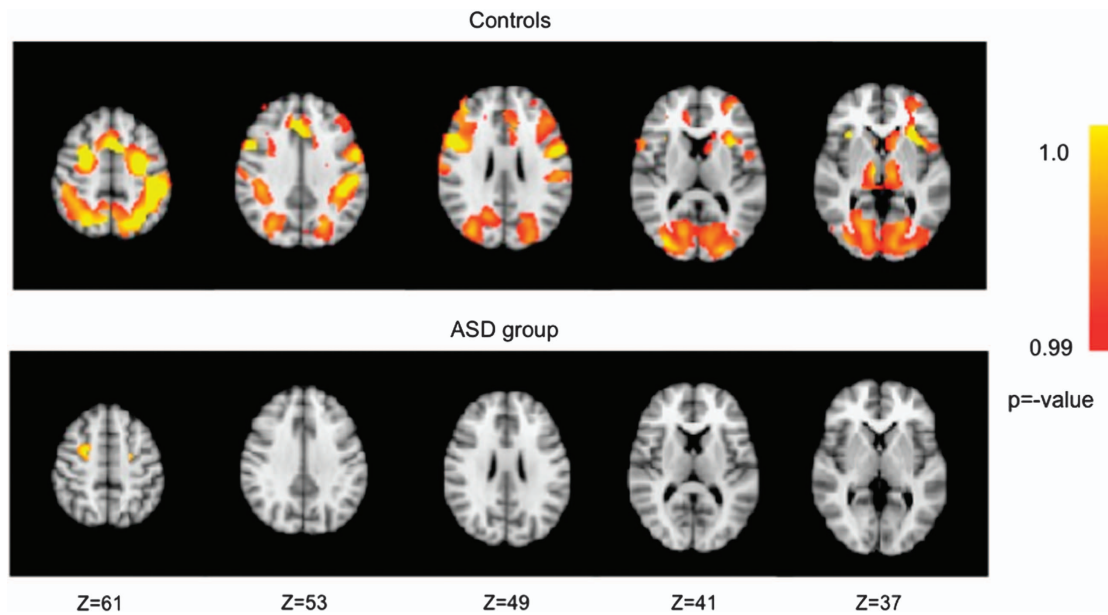 Controls
1.0
0.99
p=-value
ASD group
Z=61 Z=53 Z=49 Z=41 Z=37